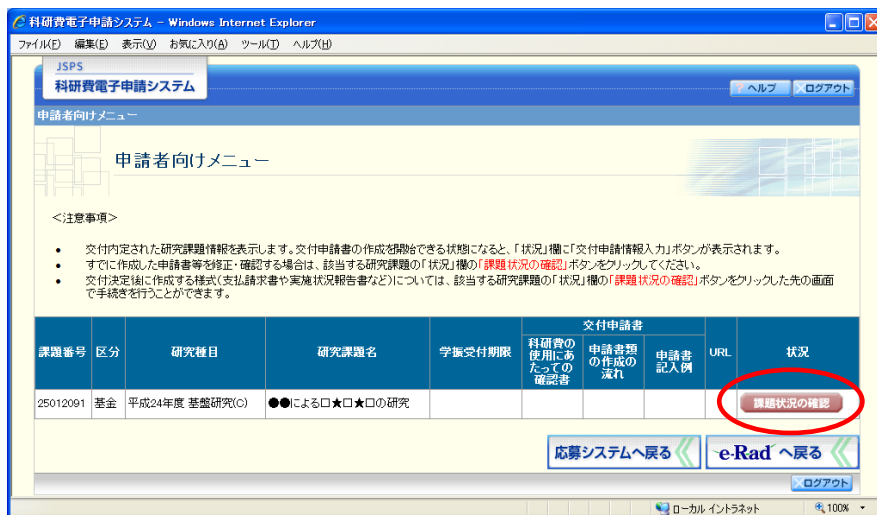 科研費電子申請システム - Windows Internet Explorer
ファイル(F) 編集(E) 表示(V) お気に入り(A) ツール(T) ヘルプ(H)
JSPS
科研費電子申請システム
? ヘルプ ×ログアウト
申請者向けメニュー
申請者向けメニュー
＜注意事項＞
• 交付内定された研究課題情報を表示します。交付申請書の作成を開始できる状態になると、「状況」欄に「交付申請情報入力」ボタンが表示されます。
• すでに作成した申請書等を修正・確認する場合は、該当する研究課題の「状況」欄の「課題状況の確認」ボタンをクリックしてください。
• 交付決定後に作成する様式(支払請求書や実施状況報告書など)については、該当する研究課題の「状況」欄の「課題状況の確認」ボタンをクリックした先の画面
で手続きを行うことができます。
交付申請書
課題番号 区分 研究種目 研究課題名 学振受付期限 科研費の使用にあたっての確認書 申請書類の作成の流れ 申請書記入例 URL 状況
25012091 基金 平成24年度 基盤研究(C) ●●による□★□★□の研究 課題状況の確認
応募システムへ戻る e-Rad へ戻る
×ログアウト
ローカル イントラネット 100%